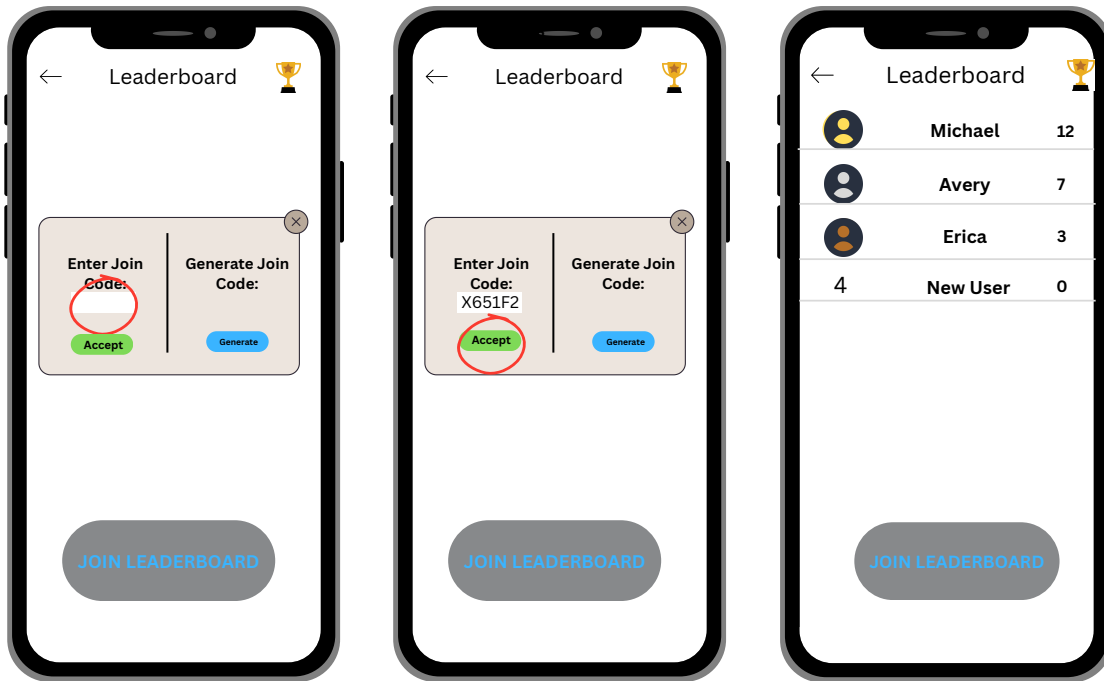 Leaderboard
Enter Join
Code:
Accept
Generate Join
Code:
Generate
JOIN LEADERBOARD
Leaderboard
Enter Join
Code:
X651F2
Accept
Generate Join
Code:
Generate
JOIN LEADERBOARD
Leaderboard
Michael 12
Avery 7
Erica 3
4 New User 0
JOIN LEADERBOARD